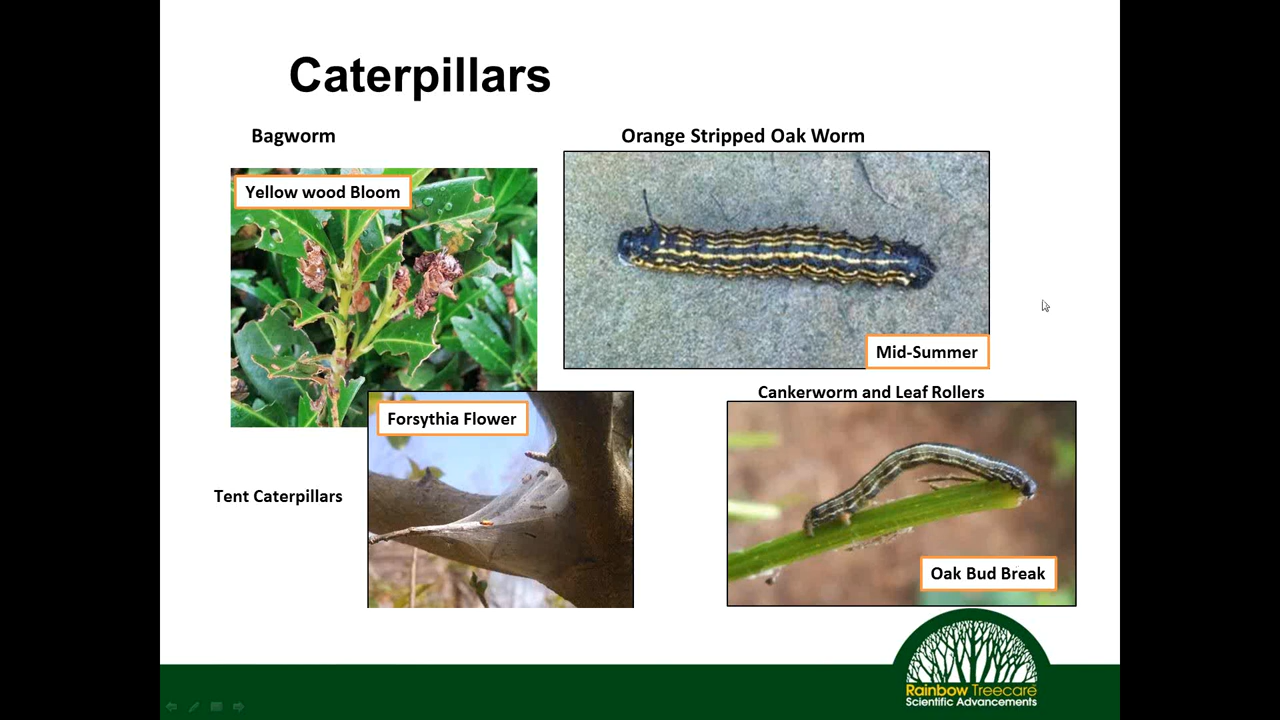 Caterpillars
Bagworm
Orange Stripped Oak Worm
Yellow wood Bloom
Mid-Summer
Cankerworm and Leaf Rollers
Forsythia Flower
Tent Caterpillars
Oak Bud Break
Rainbow Treecare
Scientific Advancements